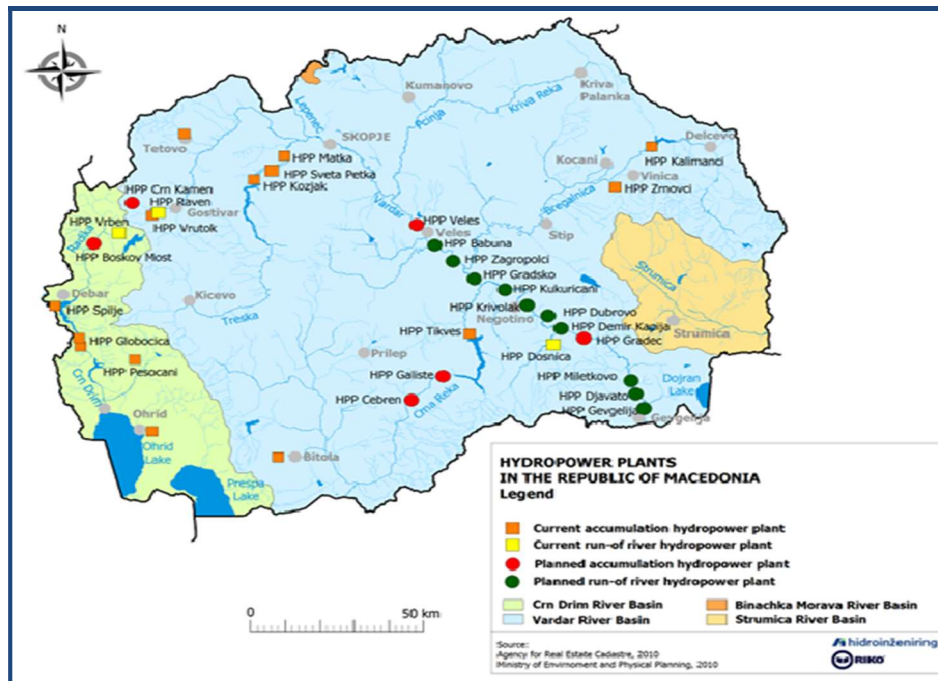 N
Kumanovo
Kriva
Palanka
Kriva Reka
Pcinja
Lepenec
SKOPJE
Delcevo
Tetovo
HPP Matka
HPP Sveta Petka
HPP Kozjak
Kocani
HPP Kalimanci
Vinica
HPP Zrnovci
Bregalnica
HPP Crn Kamen
HPP Raven
Gostivar
HPP Vrben
HPP Vrutok
Radika
HPP Boskov Most
Vardar
HPP Veles
Veles
HPP Babuna
Stip
HPP Zagropolci
HPP Gradsko
HPP Kukuricani
Strumica
Debar
HPP Spilje
Kicevo
Treska
HPP Krivolak
Negotino
HPP Dubrovo
HPP Tikves
HPP Demir Kapija
HPP Gradec
Strumica
HPP Globocica
HPP Pesocani
Prilep
HPP Dosnica
HPP Galiste
HPP Miletkovo
Dojran
Lake
HPP Cebren
Crna Reka
HPP Djavato
HPP Gevgelija
Gevgelija
Crn Drim
Ohrid
Ohrid
Lake
Bitola
Prespa
Lake
HYDROPOWER PLANTS
IN THE REPUBLIC OF MACEDONIA
Legend
Current accumulation hydropower plant
Current run-of river hydropower plant
Planned accumulation hydropower plant
Planned run-of river hydropower plant
Crn Drim River Basin
Binachka Morava River Basin
Vardar River Basin
Strumica River Basin
0
50 km
Source:
Agency for Real Estate Cadastre, 2010
Ministry of Envirnoment and Physical Planning, 2010
hidroinženiring
RIKO